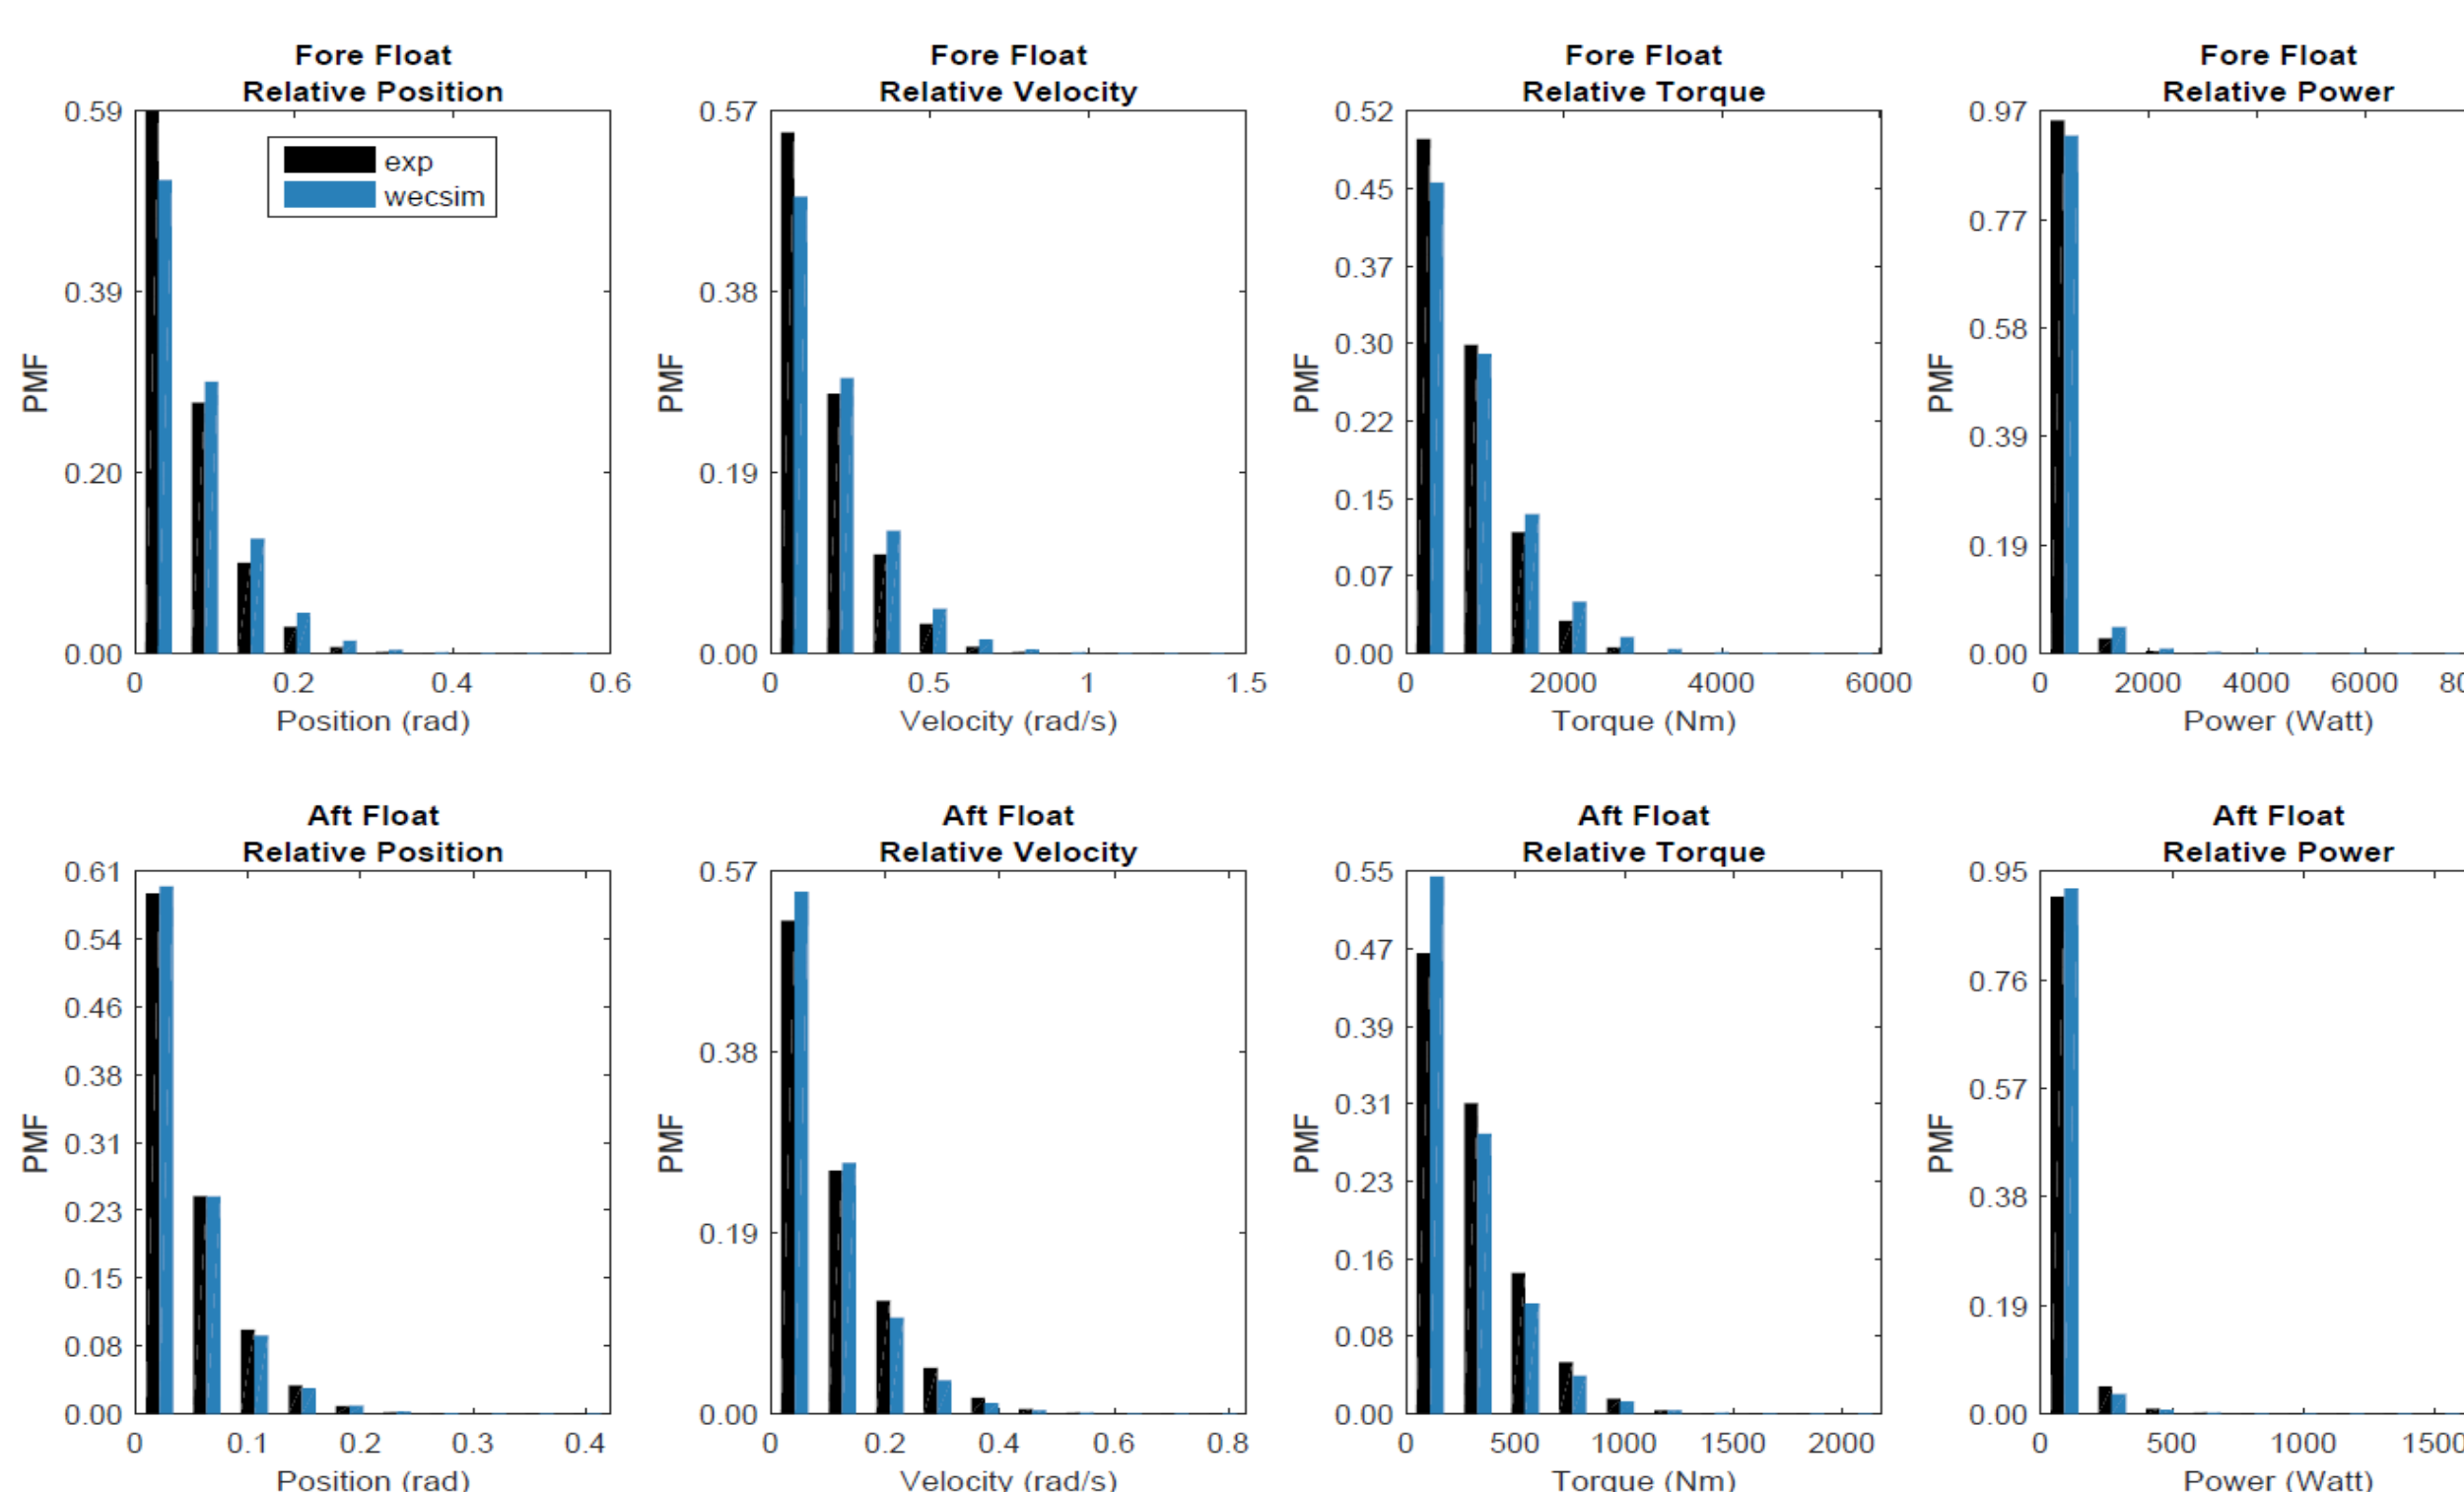 Fore Float
Relative Position
0.59
0.39
0.20
0.00
PMF
exp
wecsim
0 0.2 0.4 0.6
Position (rad)
Fore Float
Relative Velocity
0.57
0.38
0.19
0.00
PMF
0 0.5 1 1.5
Velocity (rad/s)
Fore Float
Relative Torque
0.52
0.45
0.37
0.30
0.22
0.15
0.07
0.00
PMF
0 2000 4000 6000
Torque (Nm)
Fore Float
Relative Power
0.97
0.77
0.58
0.39
0.19
0.00
PMF
0 2000 4000 6000
Power (Watt)
Aft Float
Relative Position
0.61
0.54
0.46
0.38
0.31
0.23
0.15
0.08
0.00
PMF
0 0.1 0.2 0.3 0.4
Position (rad)
Aft Float
Relative Velocity
0.57
0.38
0.19
0.00
PMF
0 0.2 0.4 0.6 0.8
Velocity (rad/s)
Aft Float
Relative Torque
0.55
0.47
0.39
0.31
0.23
0.16
0.08
0.00
PMF
0 500 1000 1500 2000
Torque (Nm)
Aft Float
Relative Power
0.95
0.76
0.57
0.38
0.19
0.00
PMF
0 500 1000 1500
Power (Watt)